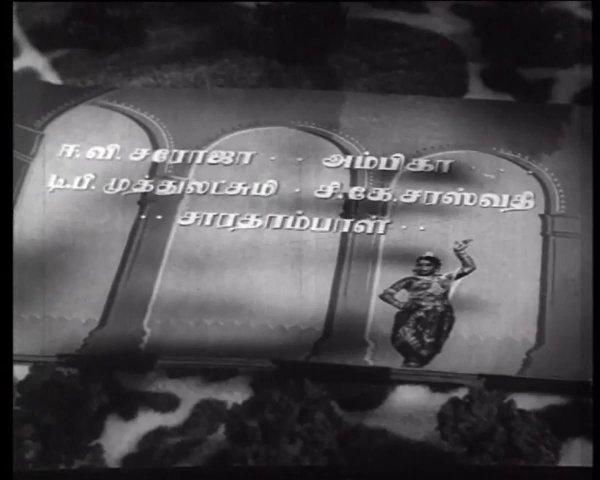 ஈ.வி. சரோஜா . . அம்பிகா . .
டி.பி. முத்துலட்சுமி . சி.கே. சரஸ்வதி
. . சாரதாம்பாள் . .